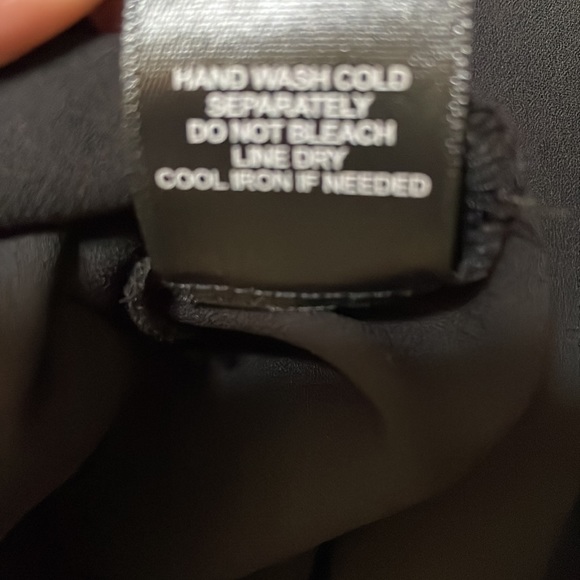 HAND WASH COLD
SEPARATELY
DO NOT BLEACH
LINE DRY
COOL IRON IF NEEDED